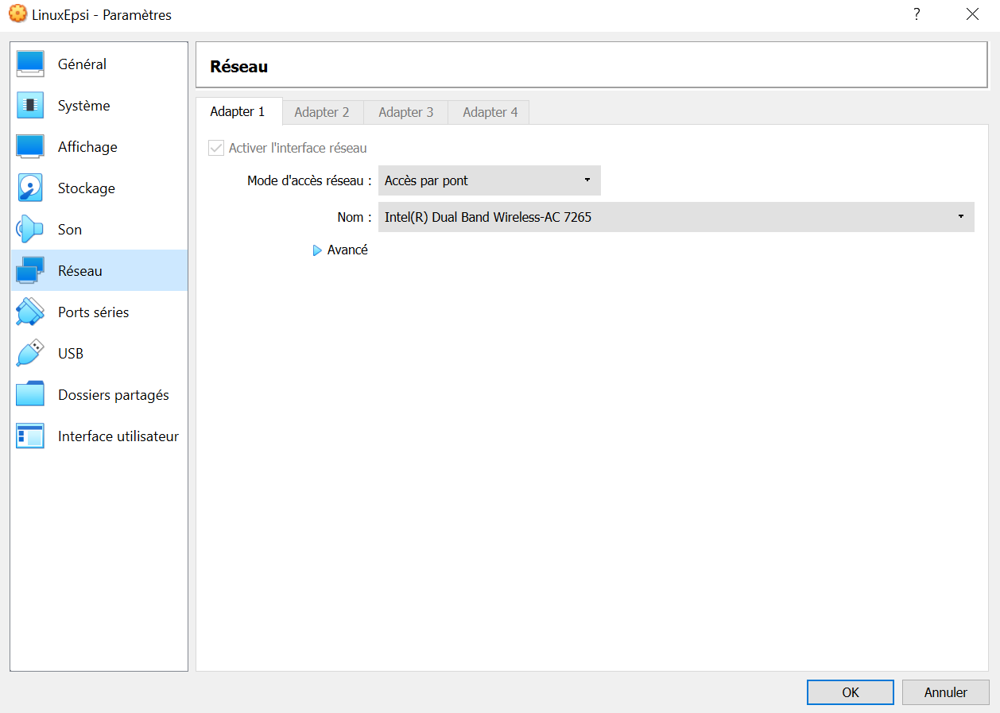 LinuxEpsi - Paramètres
?
Général
Système
Affichage
Stockage
Son
Réseau
Ports séries
USB
Dossiers partagés
Interface utilisateur
Réseau
Adapter 1
Adapter 2
Adapter 3
Adapter 4
Activer l'interface réseau
Mode d'accès réseau : Accès par pont
Nom : Intel(R) Dual Band Wireless-AC 7265
Avancé
OK
Annuler